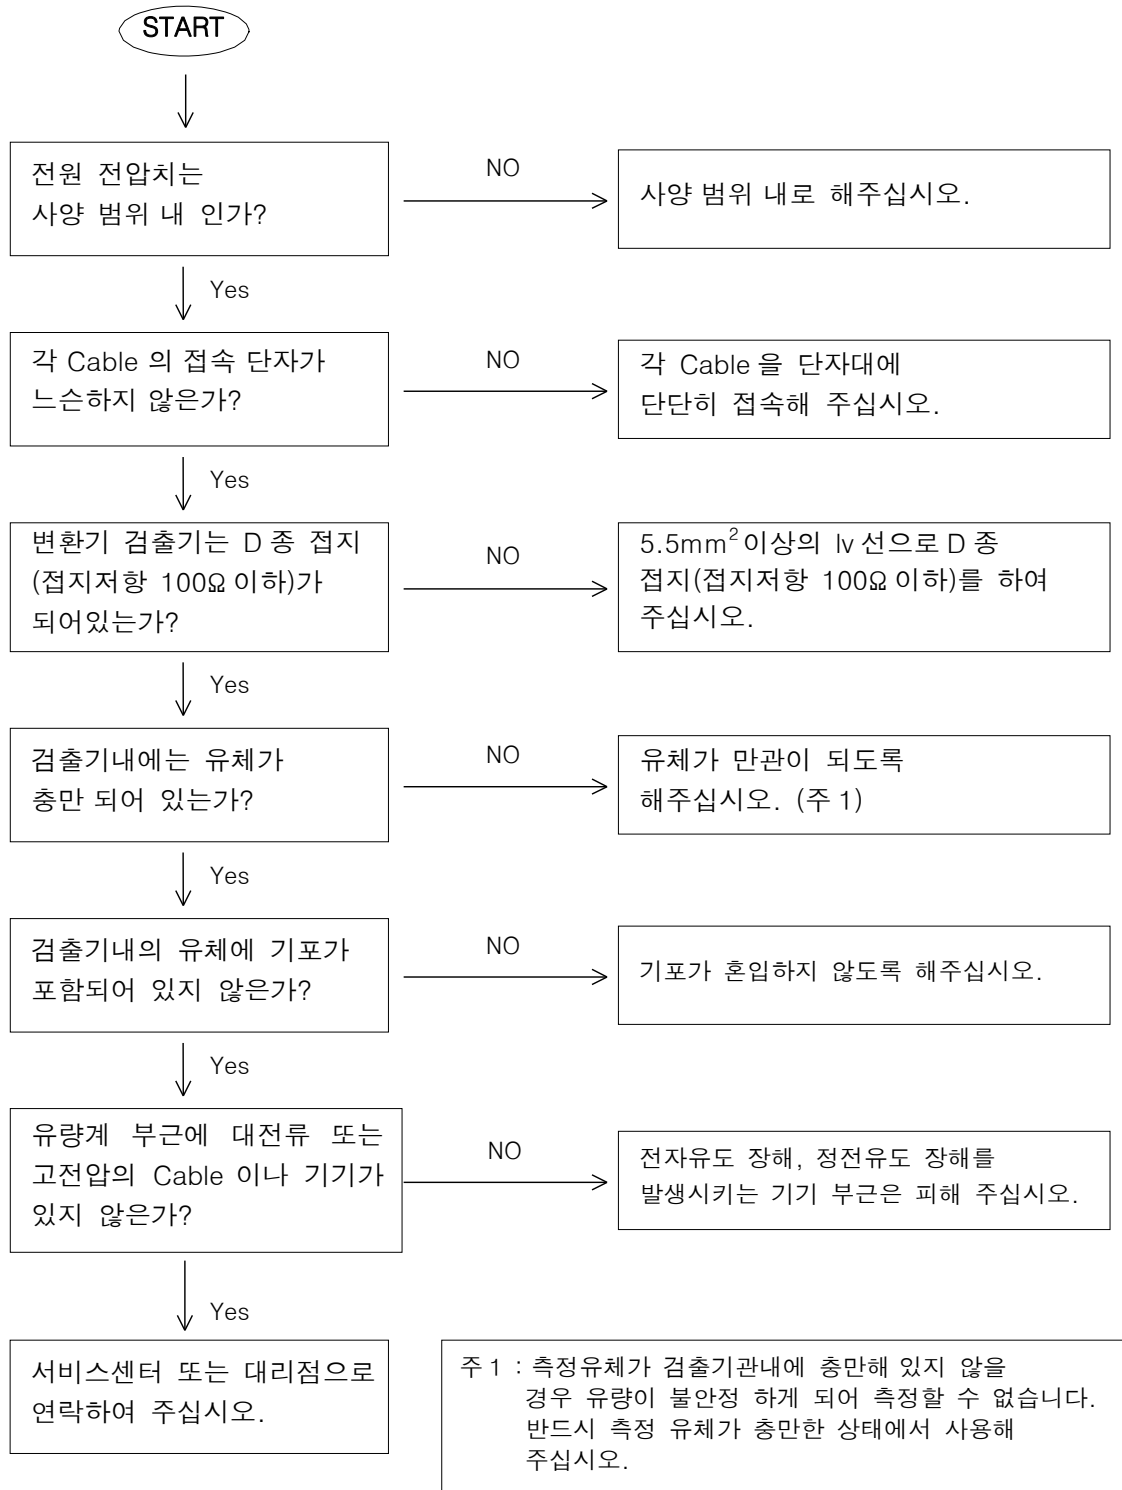 START
전원 전압치는
사양 범위 내 인가?
NO
사양 범위 내로 해주십시오.
Yes
각 Cable 의 접속 단자가
느슨하지 않은가?
NO
각 Cable 을 단자대에
단단히 접속해 주십시오.
Yes
변환기 검출기는 D 종 접지
(접지저항 100Ω 이하)가
되어있는가?
NO
5.5mm² 이상의 Iv 선으로 D 종
접지(접지저항 100Ω 이하)를 하여
주십시오.
Yes
검출기내에는 유체가
충만 되어 있는가?
NO
유체가 만관이 되도록
해주십시오. (주 1)
Yes
검출기내의 유체에 기포가
포함되어 있지 않은가?
NO
기포가 혼입하지 않도록 해주십시오.
Yes
유량계 부근에 대전류 또는
고전압의 Cable 이나 기기가
있지 않은가?
NO
전자유도 장해, 정전유도 장해를
발생시키는 기기 부근은 피해 주십시오.
Yes
서비스센터 또는 대리점으로
연락하여 주십시오.
주 1 : 측정유체가 검출기관내에 충만해 있지 않을
경우 유량이 불안정 하게 되어 측정할 수 없습니다.
반드시 측정 유체가 충만한 상태에서 사용해
주십시오.